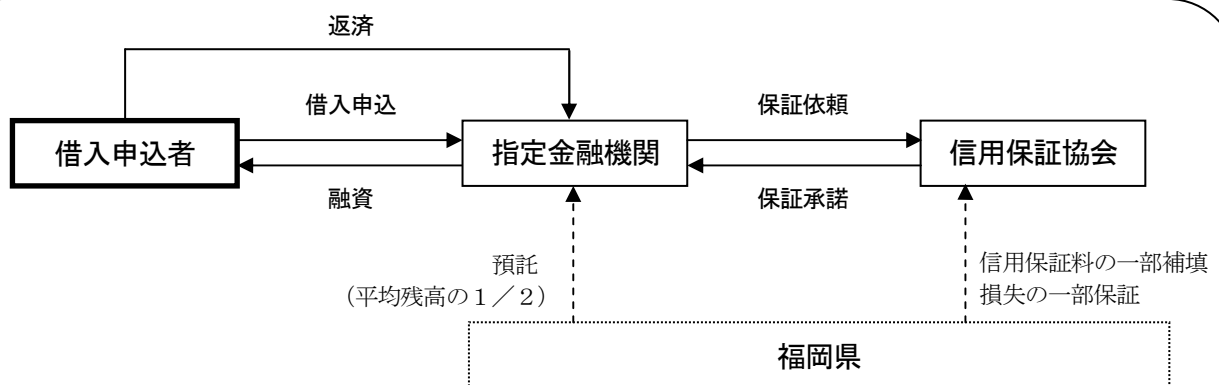 返済
借入申込
保証依頼
借入申込者
指定金融機関
信用保証協会
融資
保証承諾
預託
（平均残高の１／２）
信用保証料の一部補填
損失の一部保証
福岡県